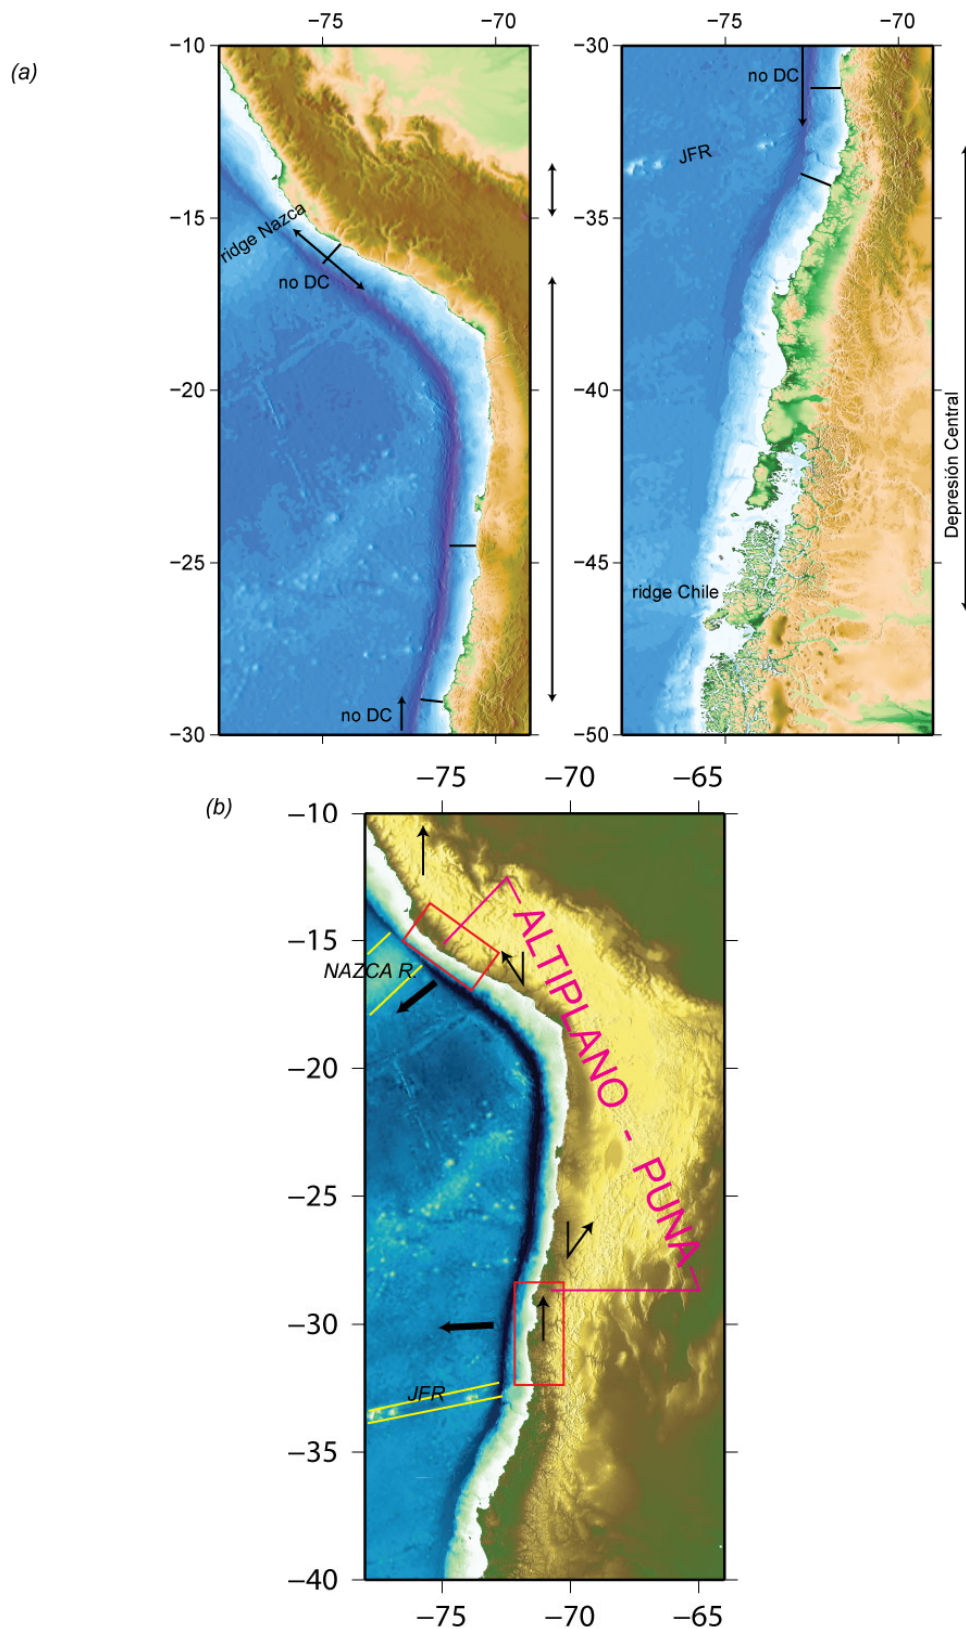 (a)
−75 −70
−75 −70
−10
−15
−20
−25
−30
−30
−35
−40
−45
−50
ridge Nazca
no DC
no DC
no DC
JFR
ridge Chile
Depresión Central
−75 −70
−75 −70
(b)
−75 −70 −65
−10
−15
−20
−25
−30
−35
−40
NAZCA R.
ALTIPLANO - PUNA
JFR
−75 −70 −65